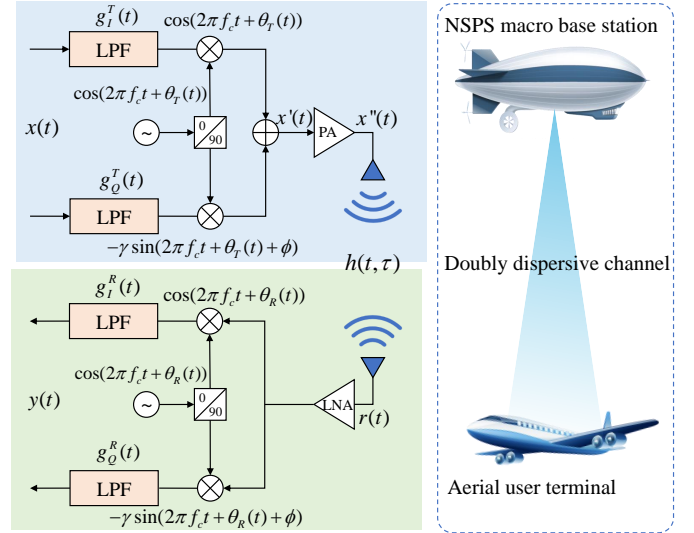 g_I^T(t)
cos(2πf_c t + θ_T(t))
LPF
cos(2πf_c t + θ_T(t))
x(t)
~
0/90
x'(t)
PA
x''(t)
g_Q^T(t)
LPF
−γ sin(2πf_c t + θ_T(t) + ϕ)
h(t,τ)
g_I^R(t)
cos(2πf_c t + θ_R(t))
LPF
cos(2πf_c t + θ_R(t))
y(t)
~
0/90
LNA
r(t)
g_Q^R(t)
LPF
−γ sin(2πf_c t + θ_R(t) + ϕ)
NSPS macro base station
Doubly dispersive channel
Aerial user terminal